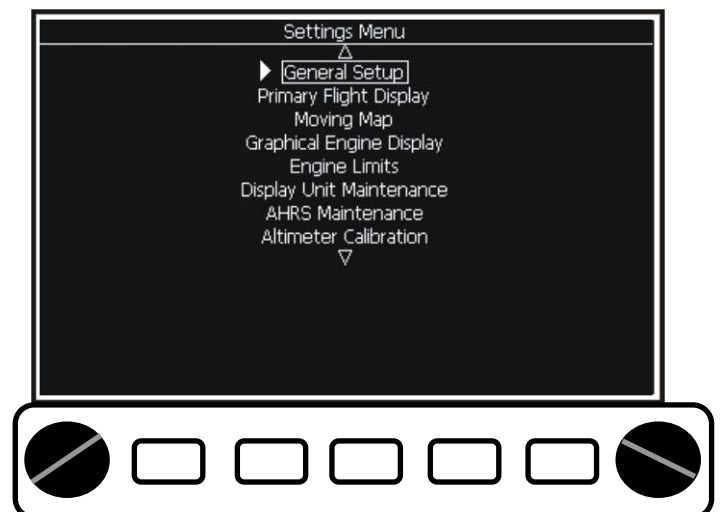 Settings Menu
General Setup
Primary Flight Display
Moving Map
Graphical Engine Display
Engine Limits
Display Unit Maintenance
AHRS Maintenance
Altimeter Calibration